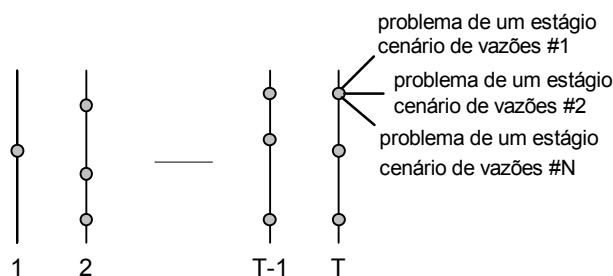 problema de um estágio
cenário de vazões #1
problema de um estágio
cenário de vazões #2
problema de um estágio
cenário de vazões #N
1
2
T-1
T